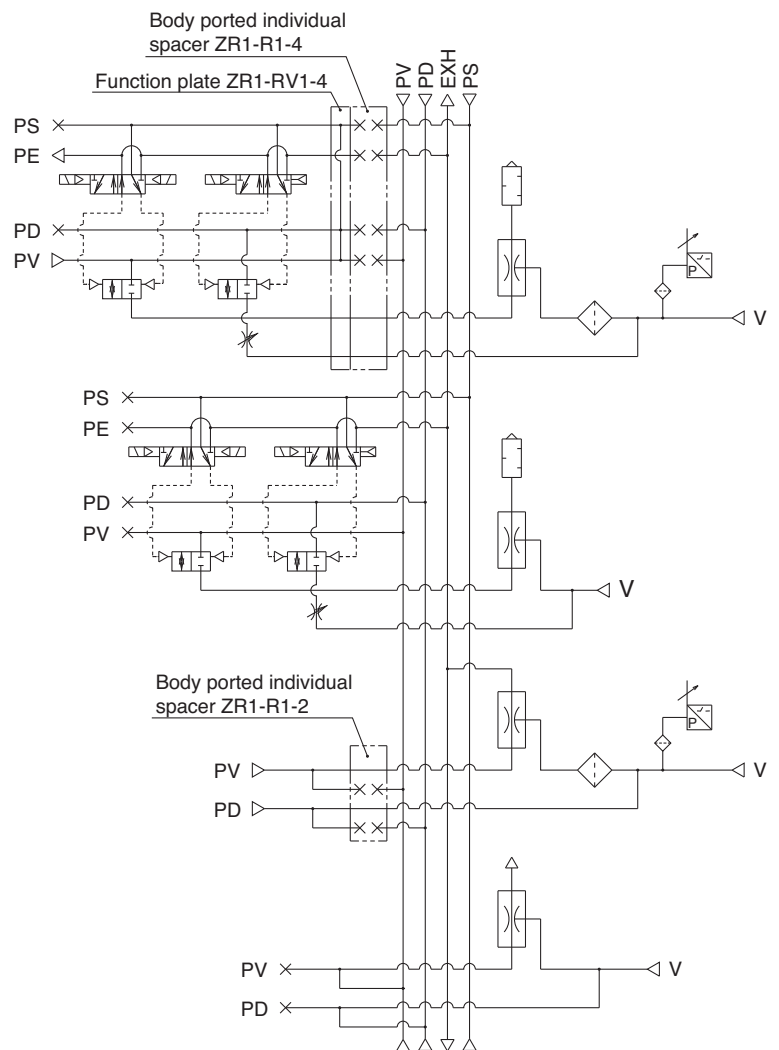 Body ported individual
spacer ZR1-R1-4
Function plate ZR1-RV1-4
PV
PD
EXH
PS
PS
PE
PD
PV
P
V
PS
PE
PD
PV
V
Body ported individual
spacer ZR1-R1-2
P
PV
V
PD
PV
V
PD